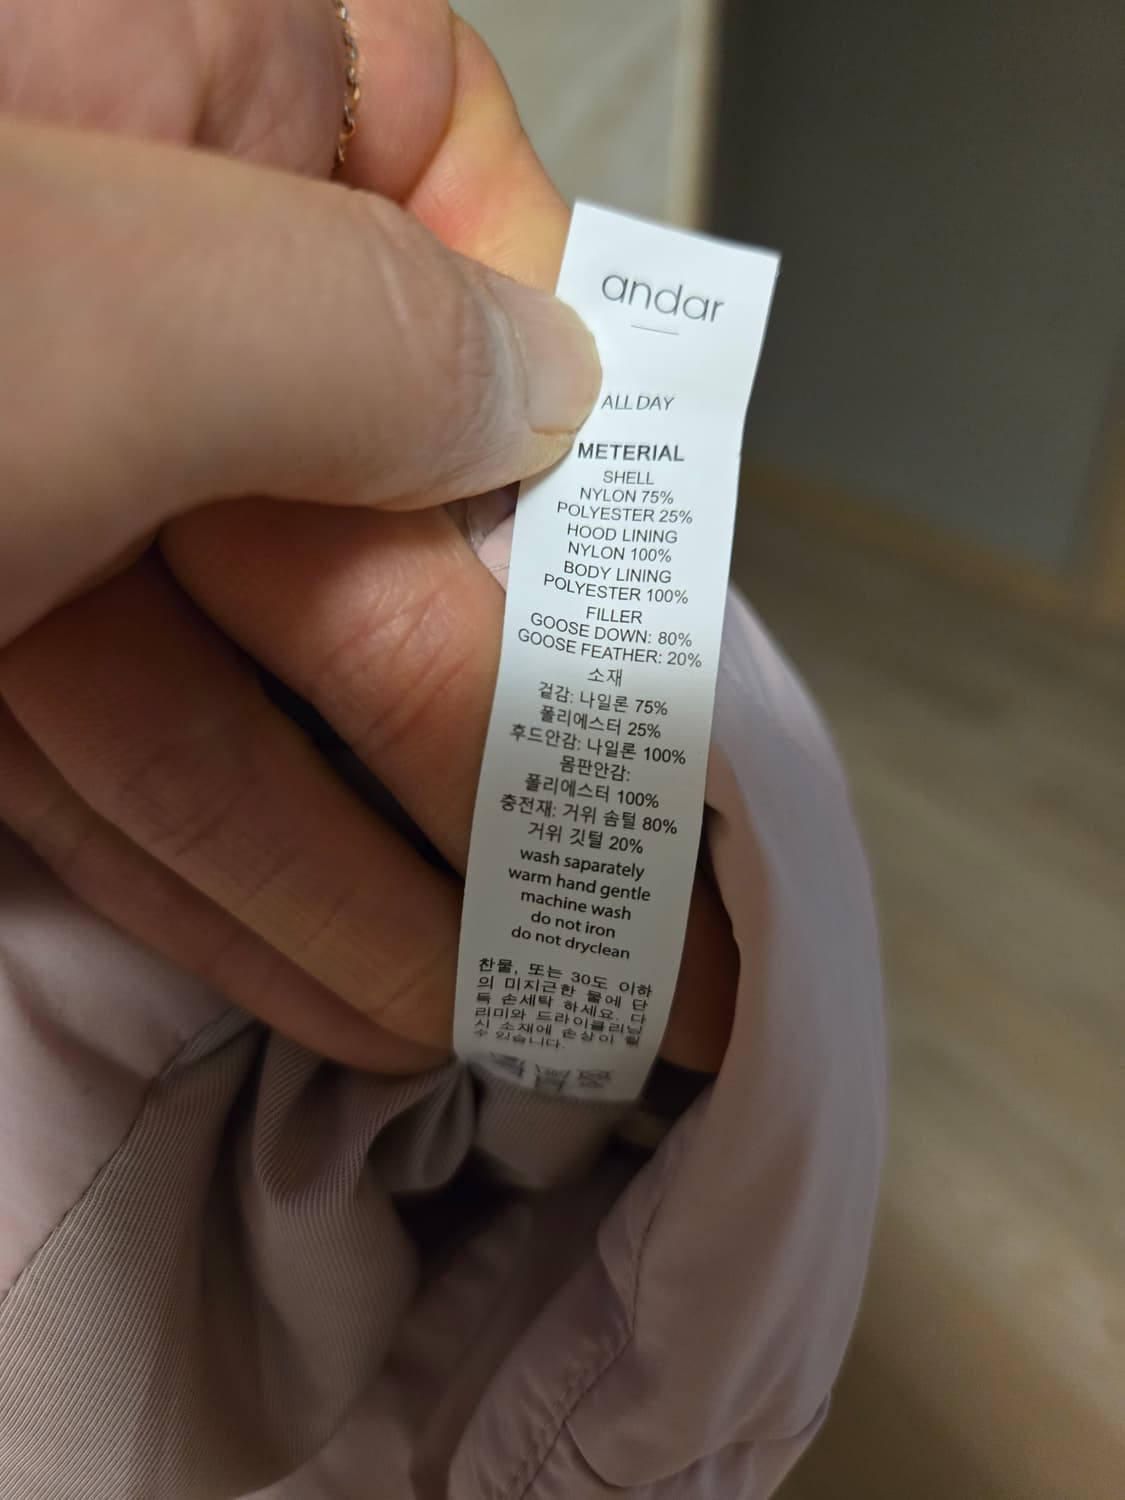 andar
ALL DAY
METERIAL
SHELL
NYLON 75%
POLYESTER 25%
HOOD LINING
NYLON 100%
BODY LINING
POLYESTER 100%
FILLER
GOOSE DOWN: 80%
GOOSE FEATHER: 20%
소재
겉감: 나일론 75%
폴리에스터 25%
후드안감: 나일론 100%
몸판안감:
폴리에스터 100%
충전재: 거위 솜털 80%
거위 깃털 20%
wash saparately
warm hand gentle
machine wash
do not iron
do not dryclean
찬물, 또는 30도 이하
의 미지근한 물에 단
독 손세탁 하세요. 다
리미와 드라이클리닝
시 소재에 손상이 될
수 있습니다.